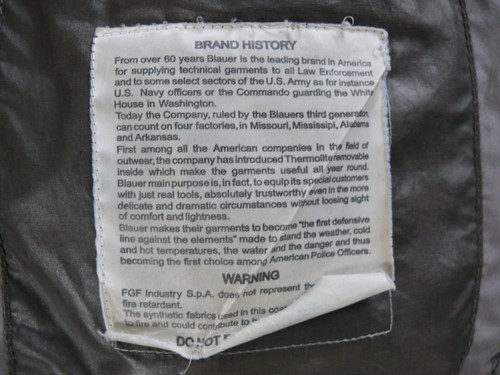 BRAND HISTORY
From over 60 years Blauer is the leading brand in America
for supplying technical garments to all Law Enforcement
and to some select sectors of the U.S. Army as for instance
U.S. Navy officers or the Commando guarding the White
House in Washington.
Today the Company, ruled by the Blauers third generation,
can count on four factories, in Missouri, Mississipi, Alabama
and Arkansas.
First among all the American companies in the field of
outwear, the company has introduced Thermolite removable
inside which make the garments useful all year round.
Blauer main purpose is, in fact, to equip its special customers
with just real tools, absolutely trustworthy even in the more
delicate and dramatic circumstances without loosing sight
of comfort and lightness.
Blauer makes their garments to become "the first defensive
line against the elements" made to stand the weather, cold
and hot temperatures, the water and the danger and thus
becoming the first choice among American Police Officers.
WARNING
FGF Industry S.p.A. does not represent th
fire retardant.
The synthetic fabrics used in this coat
to fire and could contribute to
DO NOT